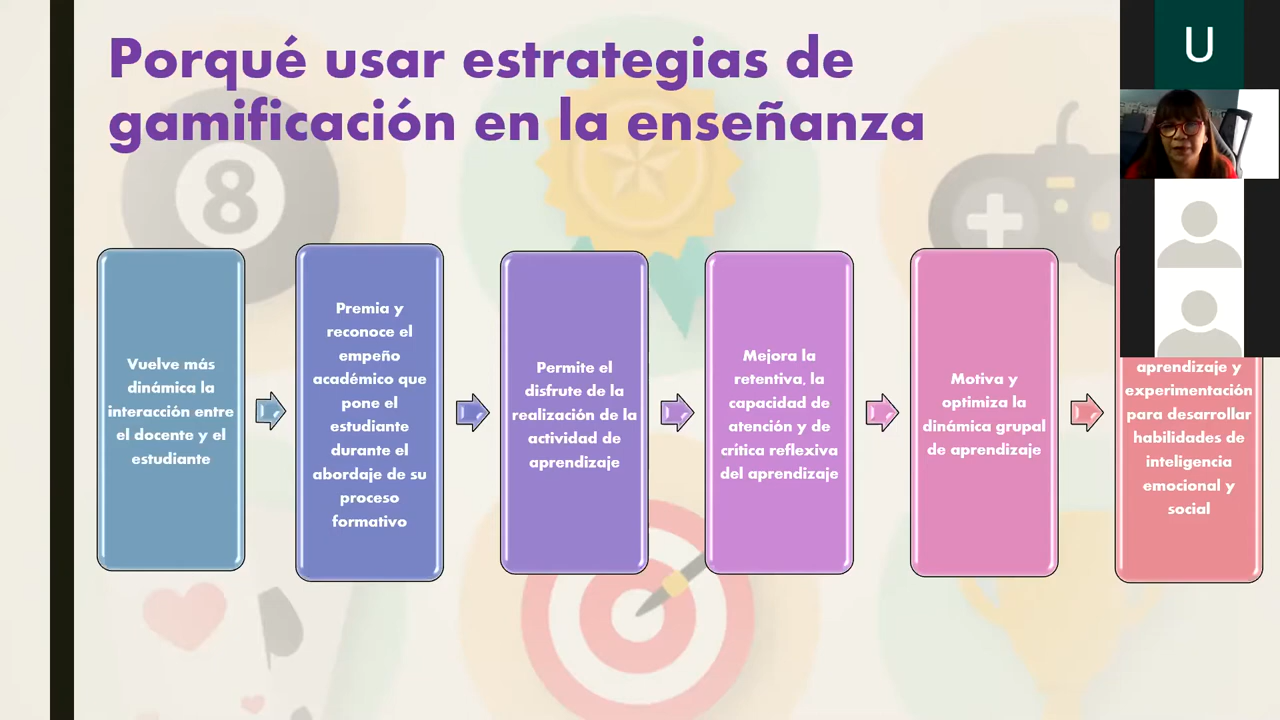 Porqué usar estrategias de
gamificación en la enseñanza
U
8
Vuelve más
dinámica la
interacción entre
el docente y el
estudiante
Premia y
reconoce el
empeño
académico que
pone el
estudiante
durante el
abordaje de su
proceso
formativo
Permite el
disfrute de la
realización de la
actividad de
aprendizaje
Mejora la
retentiva, la
capacidad de
atención y de
crítica reflexiva
del aprendizaje
Motiva y
optimiza la
dinámica grupal
de aprendizaje
aprendizaje y
experimentación
para desarrollar
habilidades de
inteligencia
emocional y
social